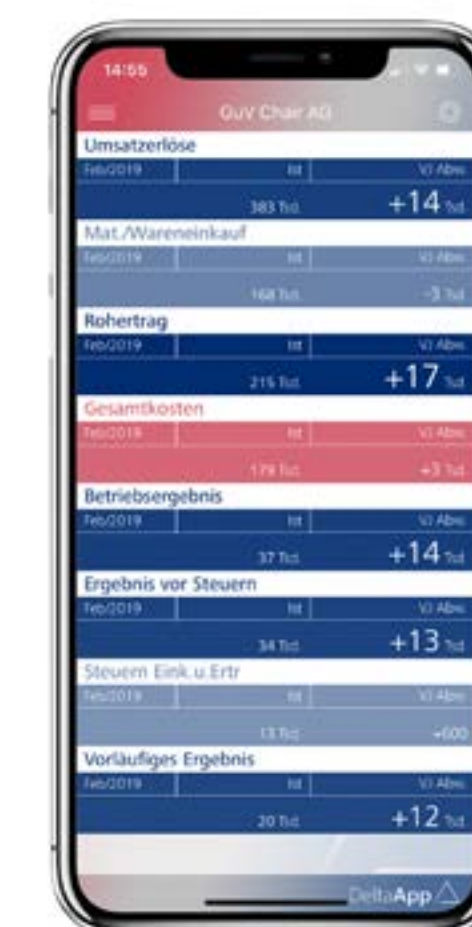 14:55
GuV Chair AG
Umsatzerlöse
Feb/2019 Ist VJ Abw.
383 Tsd. +14 Tsd.
Mat./Wareneinkauf
Feb/2019 Ist VJ Abw.
168 Tsd. -3 Tsd.
Rohertrag
Feb/2019 Ist VJ Abw.
215 Tsd. +17 Tsd.
Gesamtkosten
Feb/2019 Ist VJ Abw.
179 Tsd. +3 Tsd.
Betriebsergebnis
Feb/2019 Ist VJ Abw.
37 Tsd. +14 Tsd.
Ergebnis vor Steuern
Feb/2019 Ist VJ Abw.
34 Tsd. +13 Tsd.
Steuern Eink.u.Ertr
Feb/2019 Ist VJ Abw.
13 Tsd. +600
Vorläufiges Ergebnis
Feb/2019 Ist VJ Abw.
20 Tsd. +12 Tsd.
DeltaApp